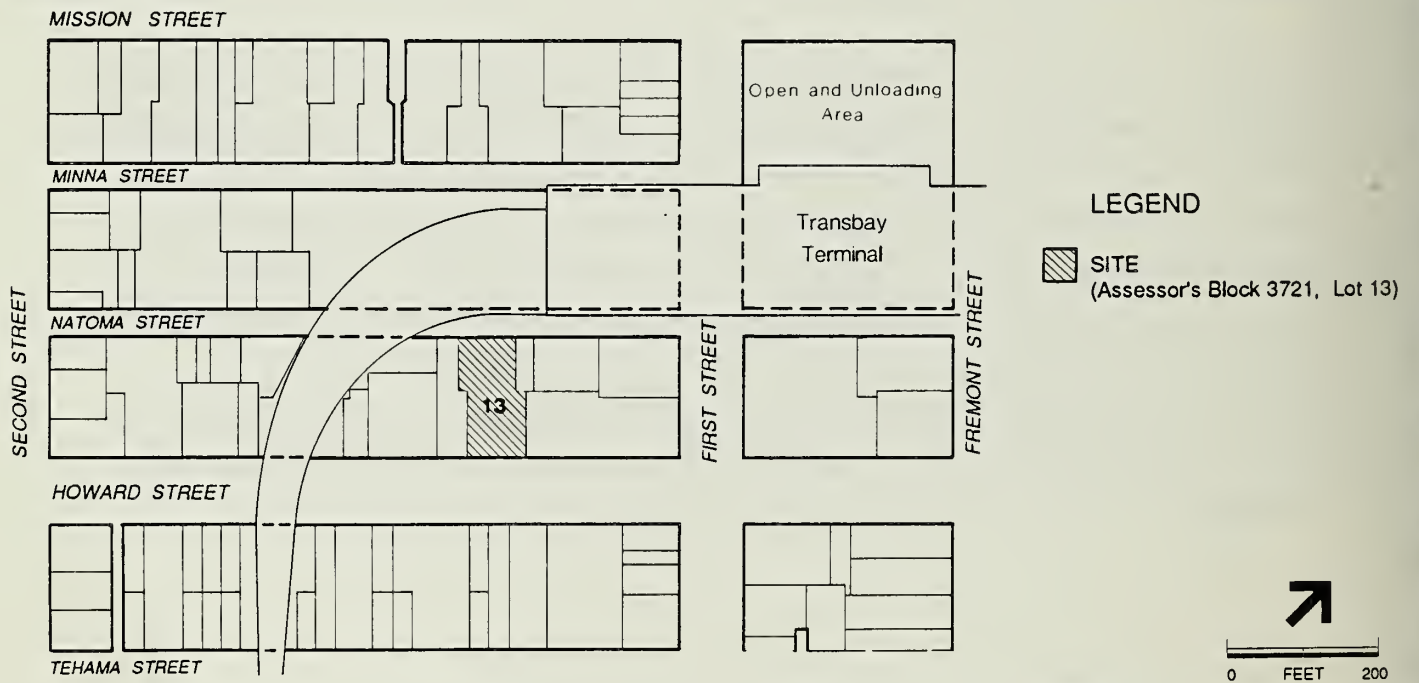 MISSION STREET
Open and Unloading
Area
MINNA STREET
Transbay
Terminal
LEGEND
SITE
(Assessor's Block 3721, Lot 13)
SECOND STREET
NATOMA STREET
FIRST STREET
FREMONT STREET
13
HOWARD STREET
TEHAMA STREET
0 FEET 200